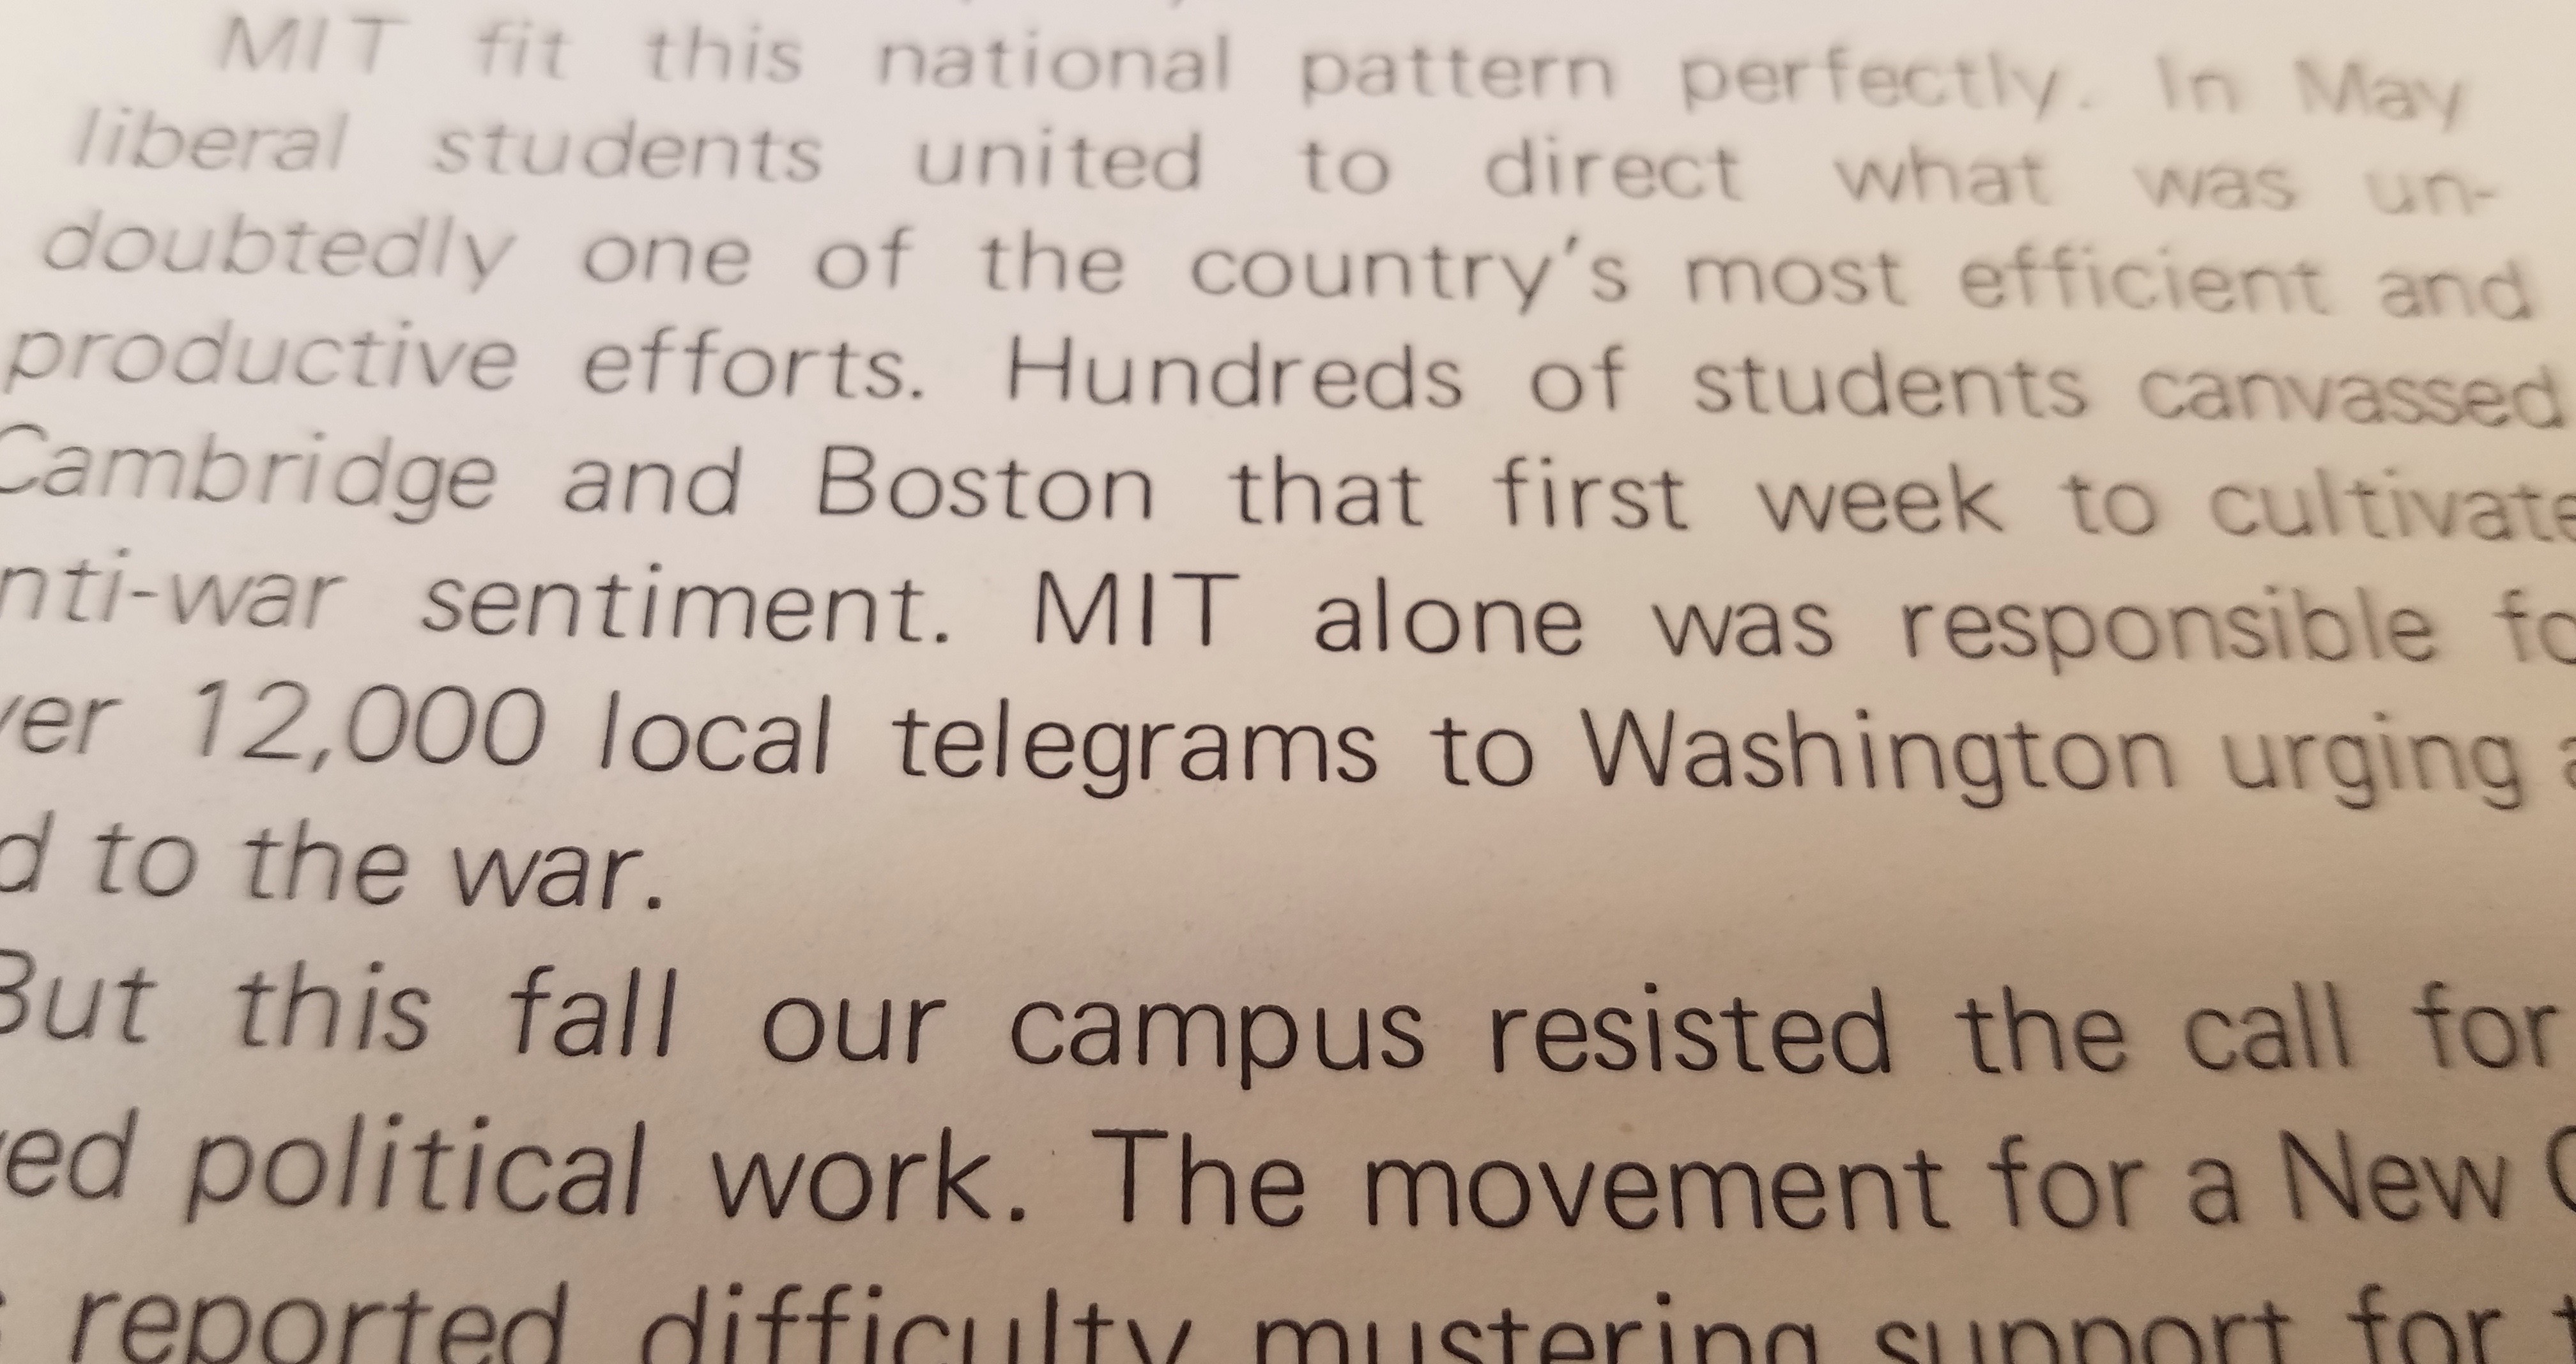 MIT fit this national pattern perfectly. In May
liberal students united to direct what was un-
doubtedly one of the country's most efficient and
productive efforts. Hundreds of students canvassed
Cambridge and Boston that first week to cultivate
nti-war sentiment. MIT alone was responsible fo
ver 12,000 local telegrams to Washington urging a
d to the war.
But this fall our campus resisted the call for
ed political work. The movement for a New
reported difficulty mustering support for